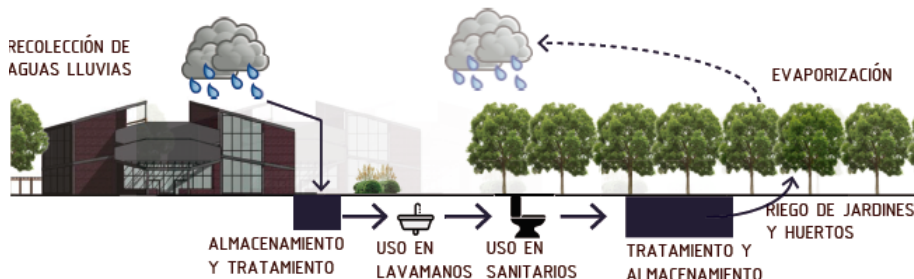 RECOLECCIÓN DE
AGUAS LLUVIAS
EVAPORIZACIÓN
ALMACENAMIENTO
Y TRATAMIENTO
USO EN
LAVAMANOS
USO EN
SANITARIOS
TRATAMIENTO Y
ALMACENAMIENTO
RIEGO DE JARDINES
Y HUERTOS